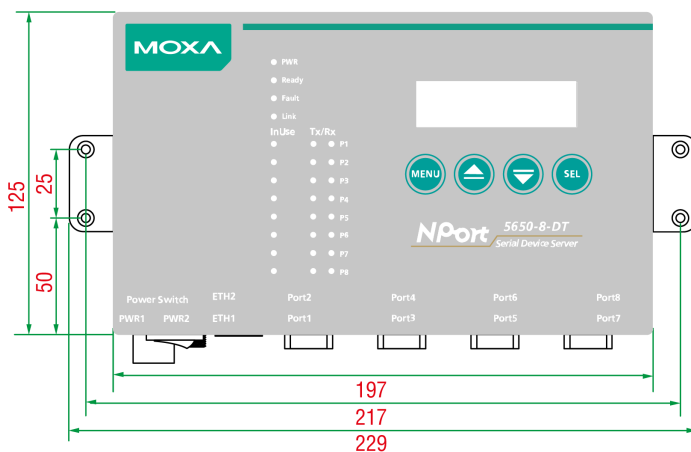 MOXA
PWR
Ready
Fault
Link
InUse Tx/Rx
P1
P2
P3
P4
P5
P6
P7
P8
MENU
SEL
NPort 5650-8-DT
Serial Device Server
Power Switch ETH2 Port2 Port4 Port6 Port8
PWR1 PWR2 ETH1 Port1 Port3 Port5 Port7
125
25
50
197
217
229